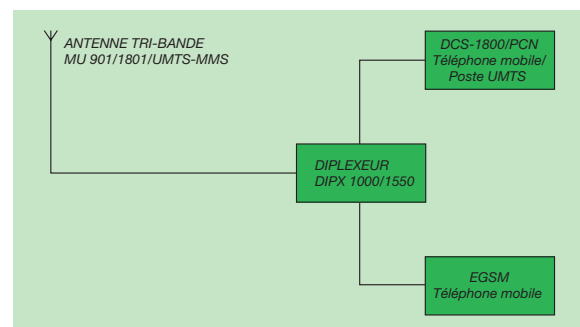 ANTENNE TRI-BANDE
MU 901/1801/UMTS-MMS
DCS-1800/PCN
Téléphone mobile/
Poste UMTS
DIPLEXEUR
DIPX 1000/1550
EGSM
Téléphone mobile